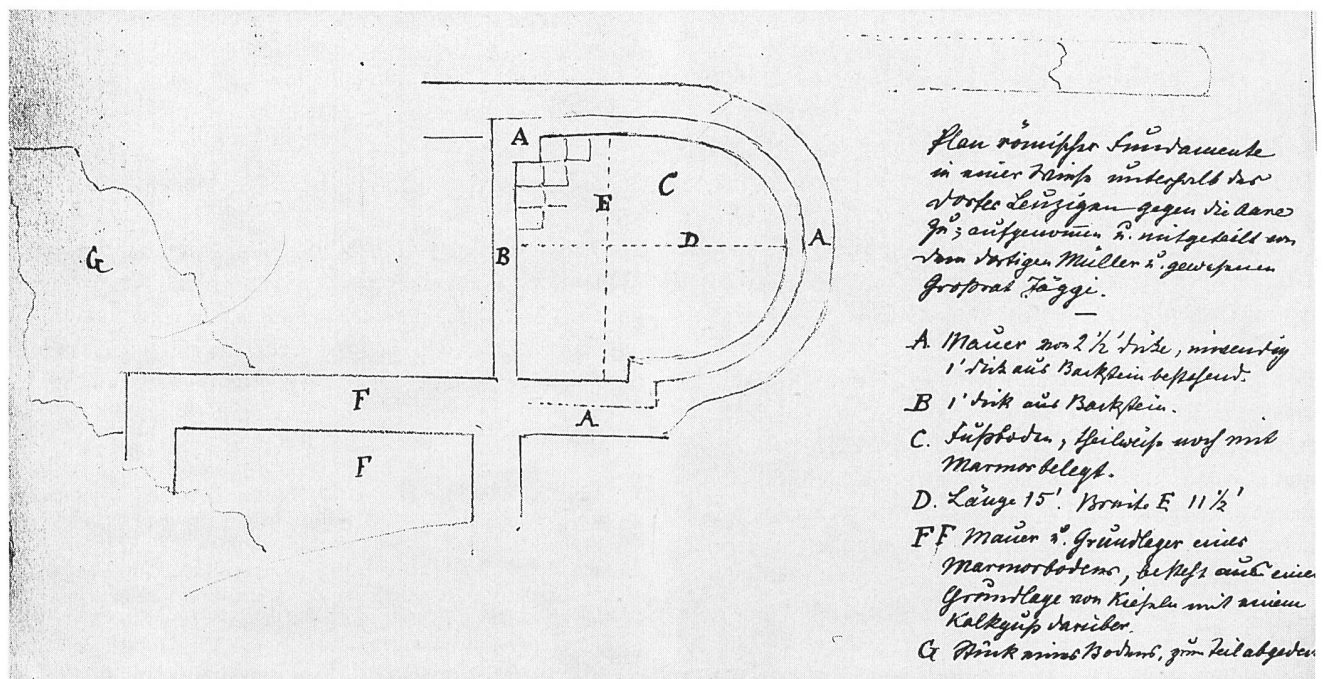 A
C
E
D
A
B
G
F
A
F
Plan römischer Fundamente
in einer Wiese unterhalb des
Dorfes Leuzigen gegen die Aare
zu; aufgenommen u. mitgeteilt von
dem dortigen Müller u. gewesenen
Großrat Jäggi.
A. Mauer von 2½' Dicke, inwendig
1' dick aus Backstein bestehend.
B 1' dick aus Backstein.
C. Fußboden, theilweise noch mit
Marmor belegt.
D. Länge 15'. Breite E 11½'
FF Mauer u. Grundlager eines
Marmorbodens, besteht aus einer
Grundlage von Kieseln mit einem
Kalkguß darüber.
G Stück eines Bodens, zum Teil abgedec